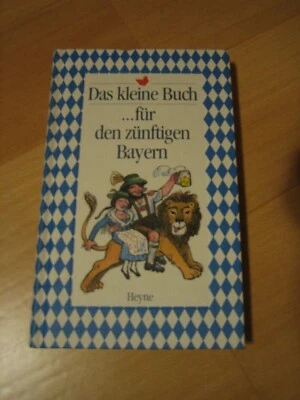 Das kleine Buch
...für
den zünftigen
Bayern
Heyne